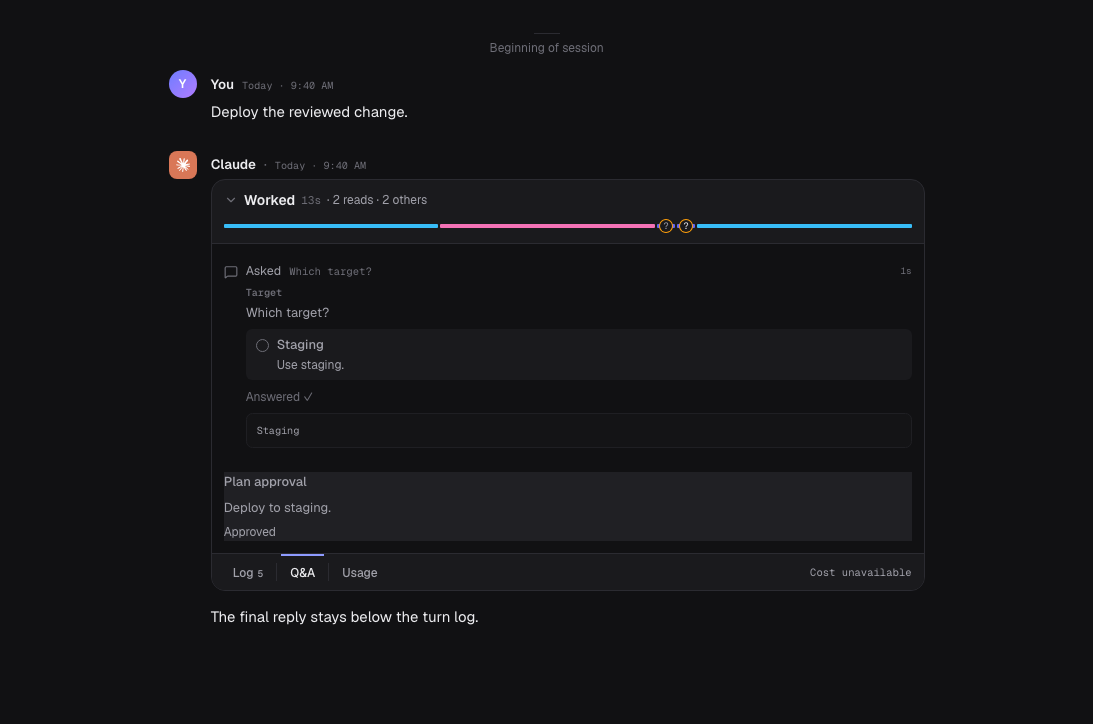 Beginning of session
Y You Today · 9:40 AM
Deploy the reviewed change.
Claude · Today · 9:40 AM
Worked 13s · 2 reads · 2 others
? ?
Asked Which target? 1s
Target
Which target?
Staging
Use staging.
Answered ✓
Staging
Plan approval
Deploy to staging.
Approved
Log 5 Q&A Usage Cost unavailable
The final reply stays below the turn log.